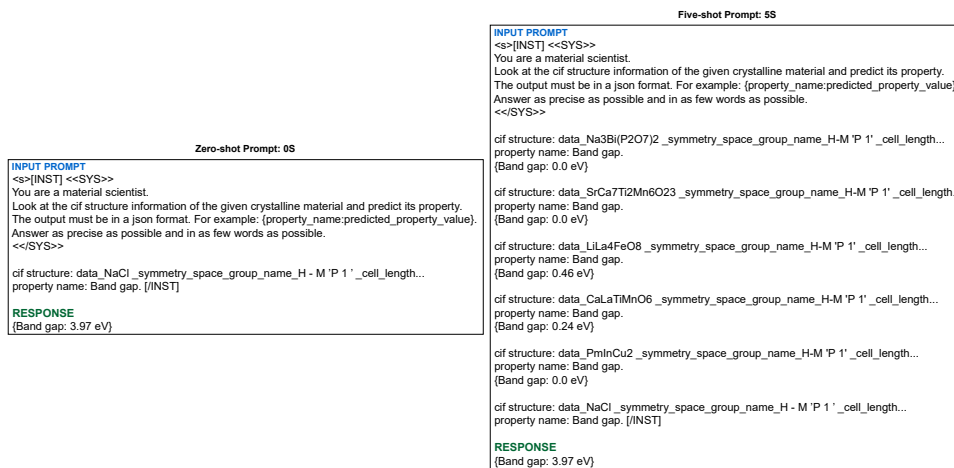 Zero-shot Prompt: 0S
INPUT PROMPT
<s>[INST] <<SYS>>
You are a material scientist.
Look at the cif structure information of the given crystalline material and predict its property.
The output must be in a json format. For example: {property_name:predicted_property_value}.
Answer as precise as possible and in as few words as possible.
<</SYS>>
cif structure: data_NaCl _symmetry_space_group_name_H - M 'P 1 ' _cell_length...
property name: Band gap. [/INST]
RESPONSE
{Band gap: 3.97 eV}
Five-shot Prompt: 5S
INPUT PROMPT
<s>[INST] <<SYS>>
You are a material scientist.
Look at the cif structure information of the given crystalline material and predict its property.
The output must be in a json format. For example: {property_name:predicted_property_value}
Answer as precise as possible and in as few words as possible.
<</SYS>>
cif structure: data_Na3Bi(P2O7)2 _symmetry_space_group_name_H-M 'P 1' _cell_length...
property name: Band gap.
{Band gap: 0.0 eV}
cif structure: data_SrCa7Ti2Mn6O23 _symmetry_space_group_name_H-M 'P 1' _cell_length.
property name: Band gap.
{Band gap: 0.0 eV}
cif structure: data_LiLa4FeO8 _symmetry_space_group_name_H-M 'P 1' _cell_length...
property name: Band gap.
{Band gap: 0.46 eV}
cif structure: data_CaLaTiMnO6 _symmetry_space_group_name_H-M 'P 1' _cell_length...
property name: Band gap.
{Band gap: 0.24 eV}
cif structure: data_PmInCu2 _symmetry_space_group_name_H-M 'P 1' _cell_length...
property name: Band gap.
{Band gap: 0.0 eV}
cif structure: data_NaCl _symmetry_space_group_name_H - M 'P 1 ' _cell_length...
property name: Band gap. [/INST]
RESPONSE
{Band gap: 3.97 eV}